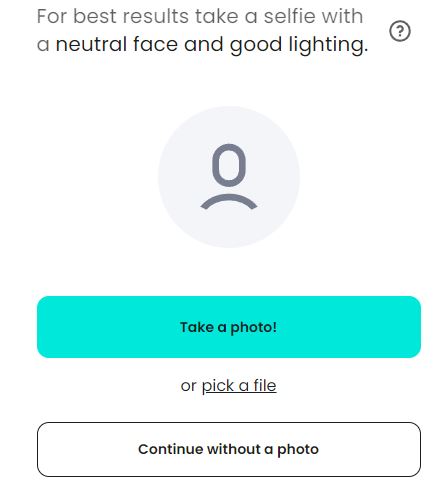 For best results take a selfie with
a neutral face and good lighting.
?
Take a photo!
or pick a file
Continue without a photo